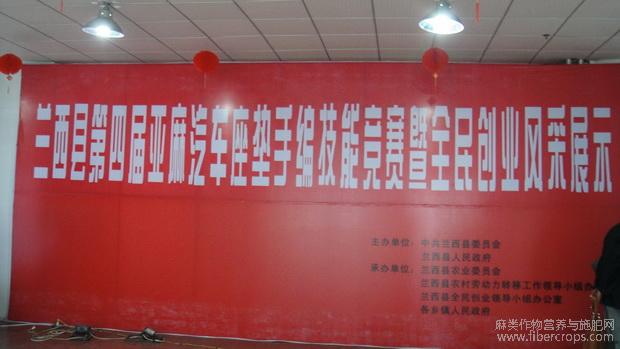 兰西县第四届亚麻汽车座垫手编技能竞赛暨全民创业风采展示
主办单位：中共兰西县委员会
兰西县人民政府
承办单位：兰西县农业委员会
兰西县农村劳动力转移工作领导小组办
兰西县全民创业领导小组办公室
各乡镇人民政府
麻类作物营养与施肥网
www.fibercrops.com